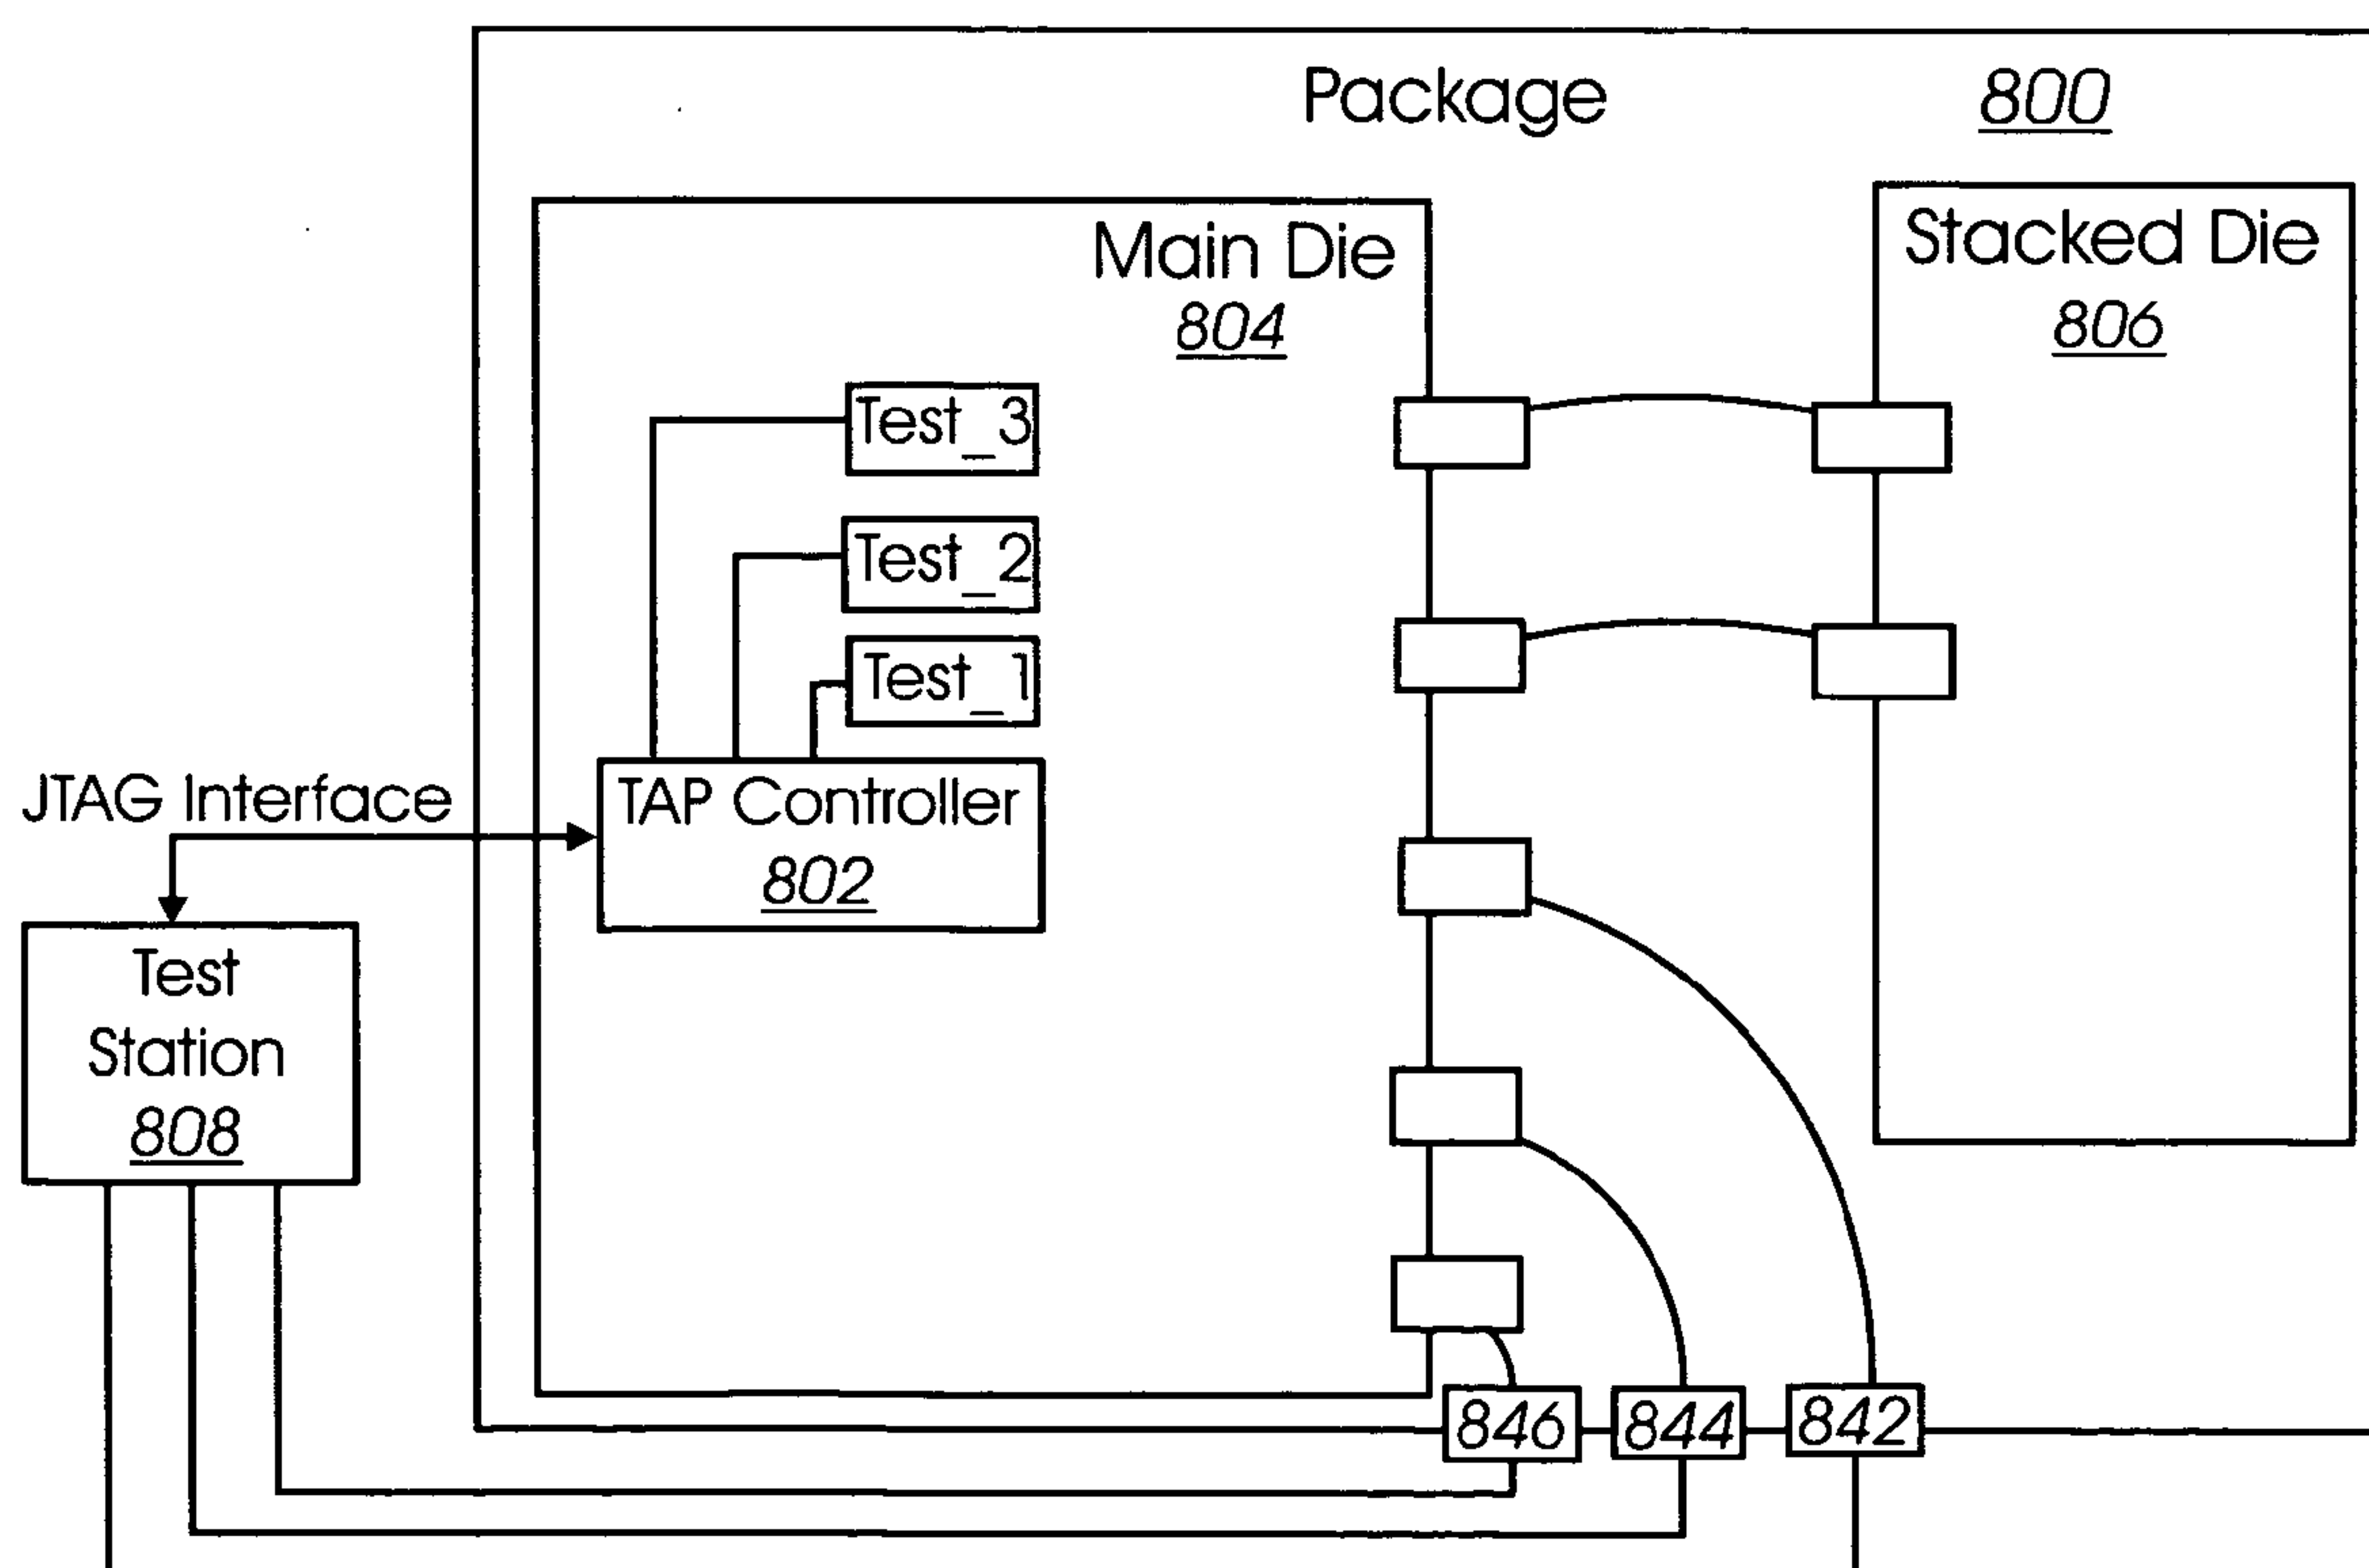 Package 800
Main Die
804
Stacked Die
806
Test_3
Test_2
Test_1
JTAG Interface
TAP Controller
802
Test
Station
808
846 844 842